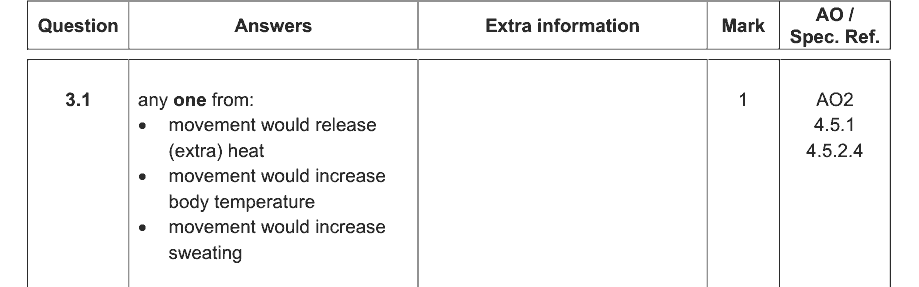 Question Answers Extra information Mark AO /
Spec. Ref.
3.1 any one from: 1 AO2
• movement would release 4.5.1
(extra) heat 4.5.2.4
• movement would increase
body temperature
• movement would increase
sweating